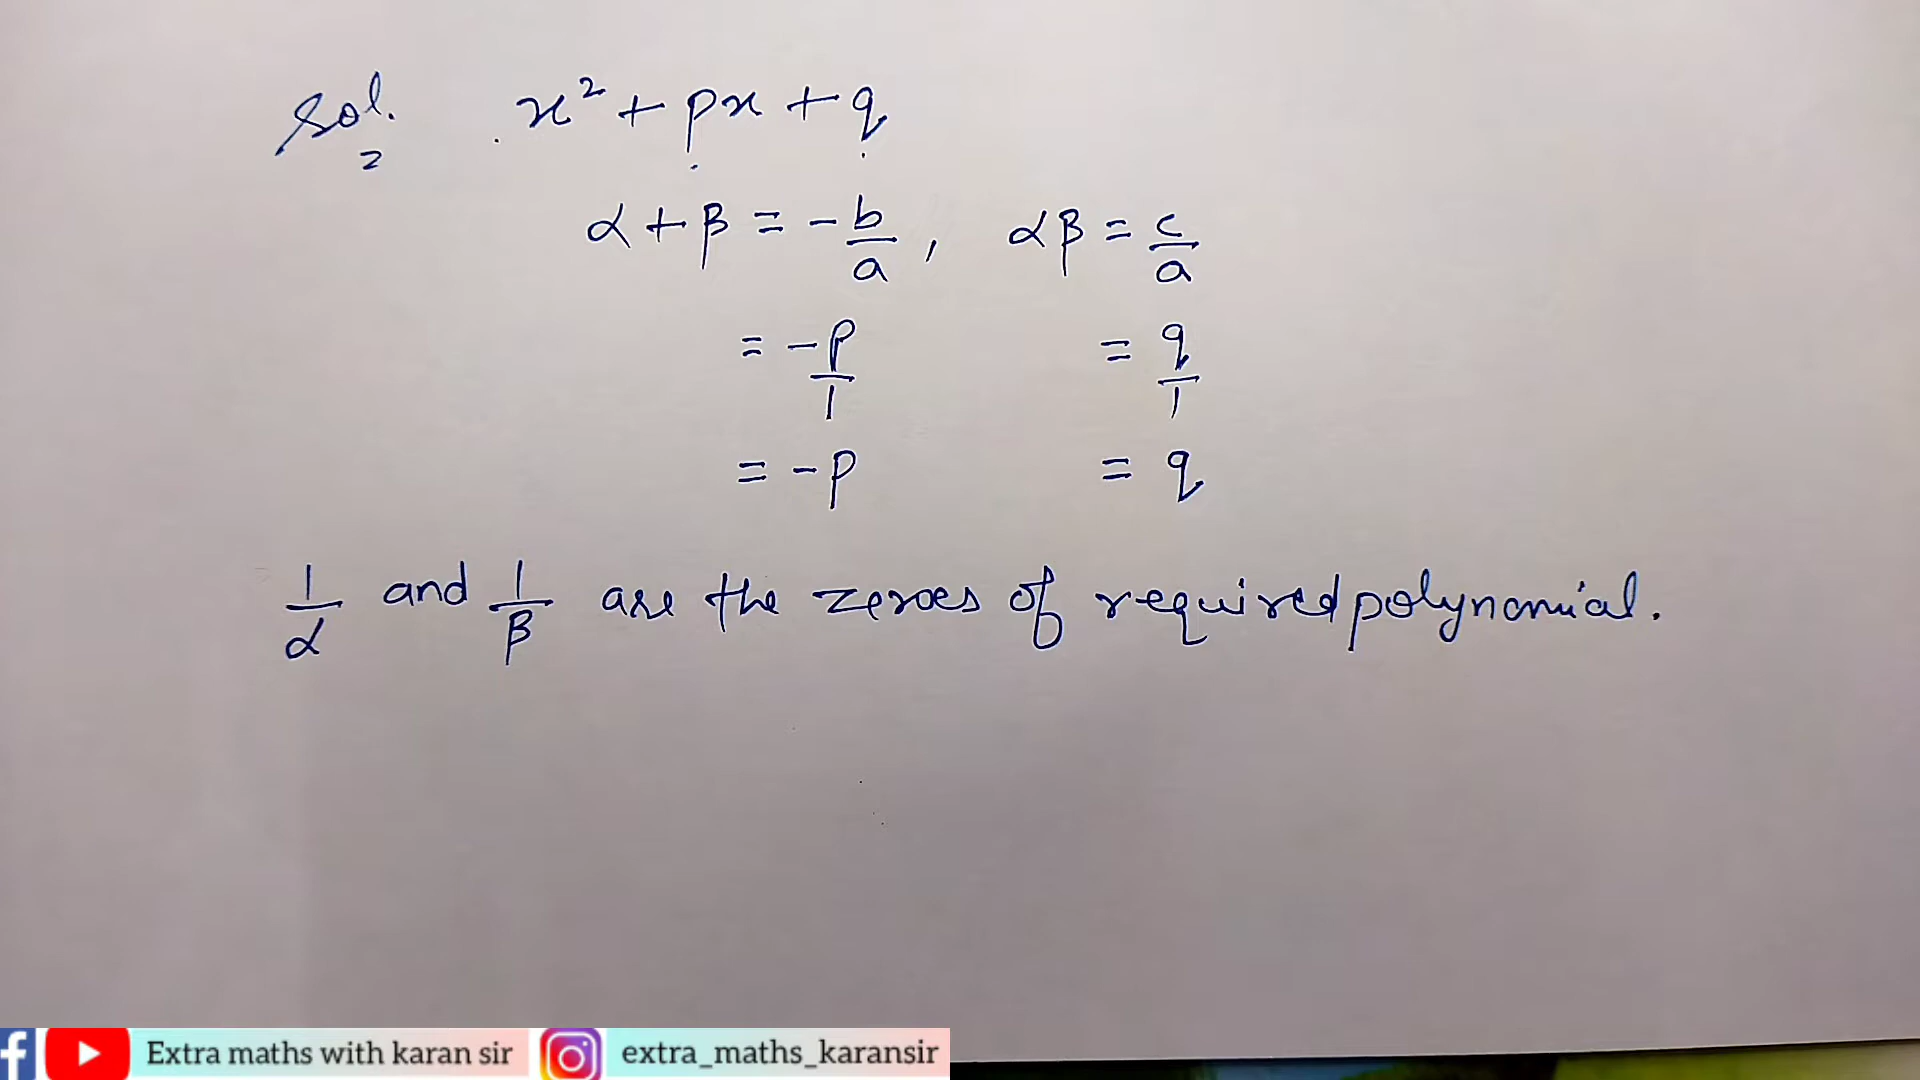 Sol. x² + px + q
α + β = -b/a, αβ = c/a
= -p/1 = q/1
= -p = q
1/α and 1/β are the zeroes of required polynomial.
Extra maths with karan sir extra_maths_karansir